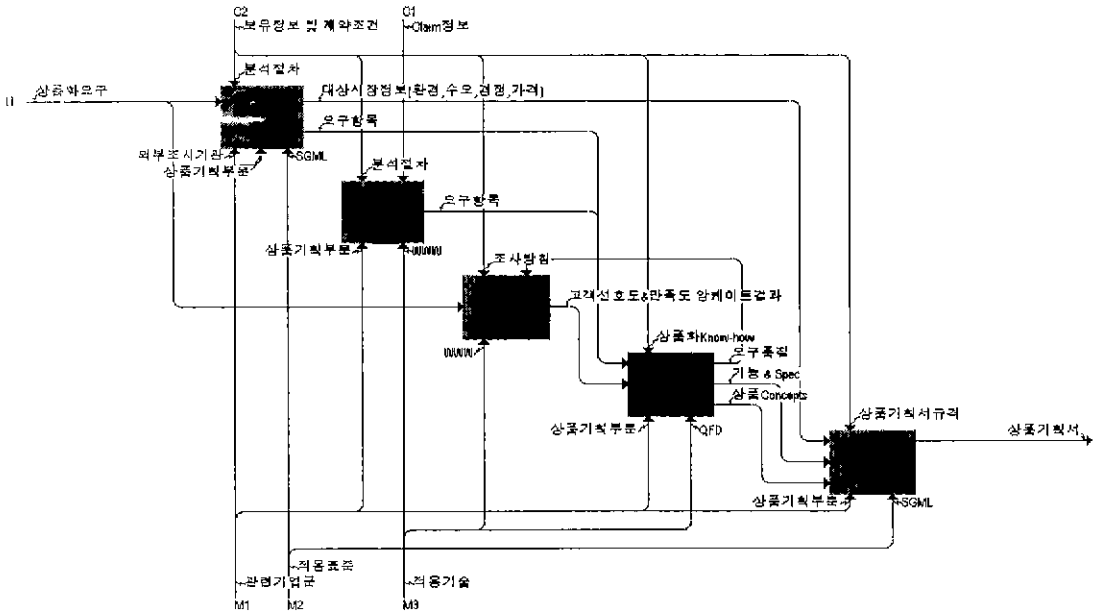 C2
C1
보유정보 및 제약조건
Claim정보
분석절차
I1
상품화요구
대상시장정보(환경,수요,경쟁,가격)
요구항목
외부조사기관
SGML
상품기획부문
분석절차
요구항목
상품기획부문
WWW
조사방침
고객선호도&만족도 앙케이트결과
WWW
상품화Know-how
요구품질
기능 & Spec
상품Concepts
상품기획부문
QFD
상품기획서규격
상품기획서
상품기획부문
SGML
적용표준
관련기업군
적용기술
M1
M2
M3